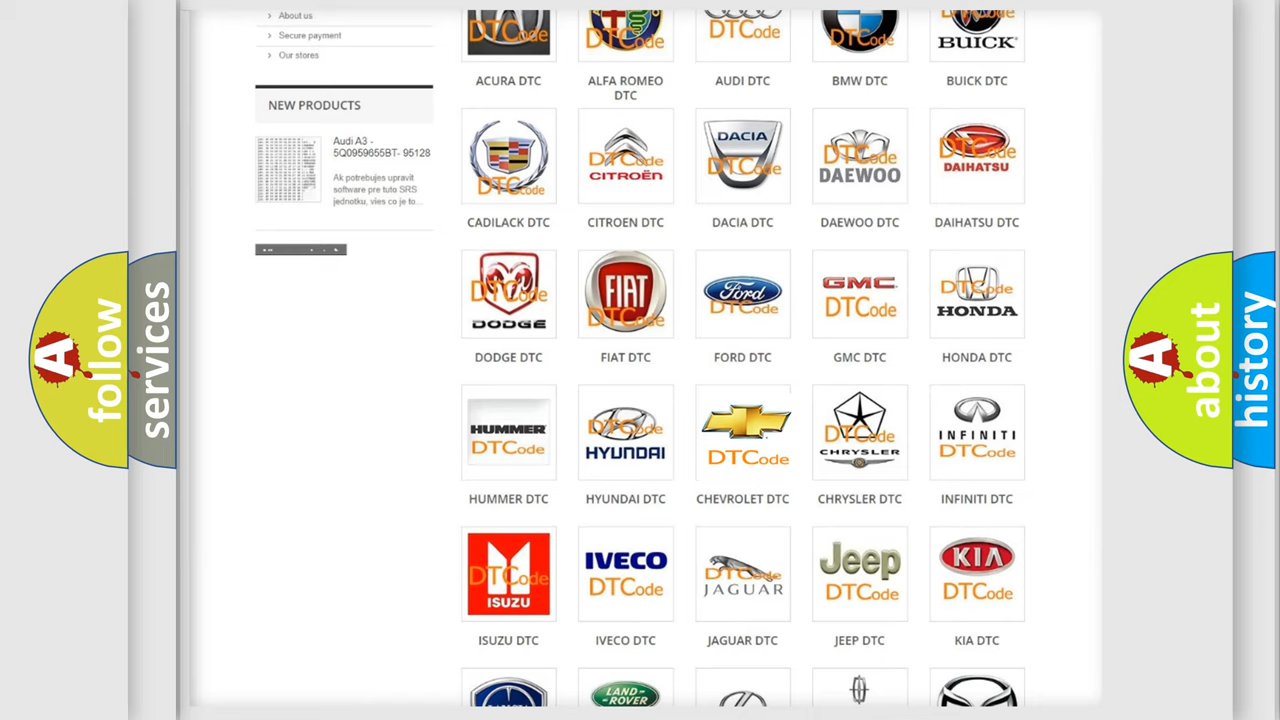 About us
Secure payment
Our stores
NEW PRODUCTS
Audi A3 -
5Q0959655BT- 95128
Ak potrebujes upravit
software pre tuto SRS
jednotku, vies co je to...
DTCode DTCode DTCode DTCode BUICK
ACURA DTC ALFA ROMEO DTC AUDI DTC BMW DTC BUICK DTC
DTCode DTCode CITROËN DACIA DTCode DTCode DAEWOO DTCode DAIHATSU
CADILACK DTC CITROEN DTC DACIA DTC DAEWOO DTC DAIHATSU DTC
DTCode DODGE FIAT DTCode Ford DTCode GMC DTCode DTCode HONDA
DODGE DTC FIAT DTC FORD DTC GMC DTC HONDA DTC
HUMMER DTCode DTCode HYUNDAI DTCode DTCode CHRYSLER INFINITI DTCode
HUMMER DTC HYUNDAI DTC CHEVROLET DTC CHRYSLER DTC INFINITI DTC
DTCode ISUZU IVECO DTCode DTCode JAGUAR Jeep DTCode KIA DTCode
ISUZU DTC IVECO DTC JAGUAR DTC JEEP DTC KIA DTC
LAND-ROVER
A follow
services
A about
history